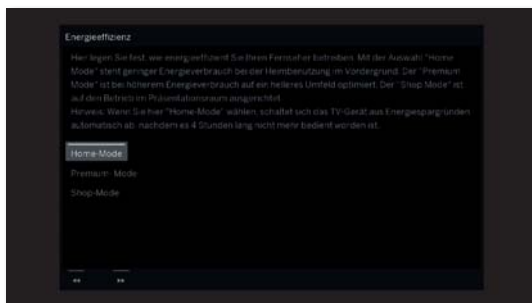 Energieeffizienz
Hier legen Sie fest, wie energieeffizient Sie Ihren Fernseher betreiben. Mit der Auswahl "Home
Mode" steht geringer Energieverbrauch bei der Heimbenutzung im Vordergrund. Der "Premium
Mode" ist bei höherem Energieverbrauch auf ein helleres Umfeld optimiert. Der "Shop Mode" ist
auf den Betrieb im Präsentationsraum ausgerichtet.
Hinweis: Wenn Sie hier "Home-Mode" wählen, schaltet sich das TV-Gerät aus Energiespargründen
automatisch ab, nachdem es 4 Stunden lang nicht mehr bedient worden ist.
Home-Mode
Premium- Mode
Shop-Mode